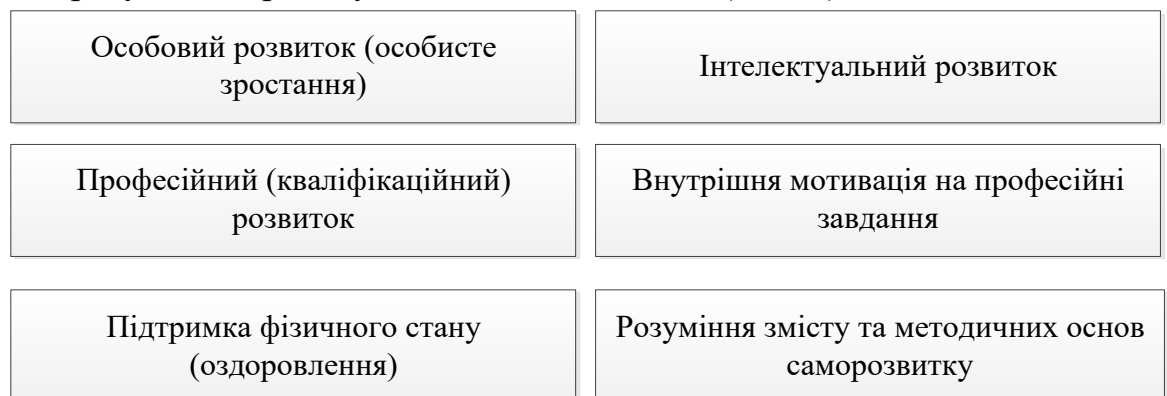 Особовий розвиток (особисте
зростання)
Інтелектуальний розвиток
Професійний (кваліфікаційний)
розвиток
Внутрішня мотивація на професійні
завдання
Підтримка фізичного стану
(оздоровлення)
Розуміння змісту та методичних основ
саморозвитку